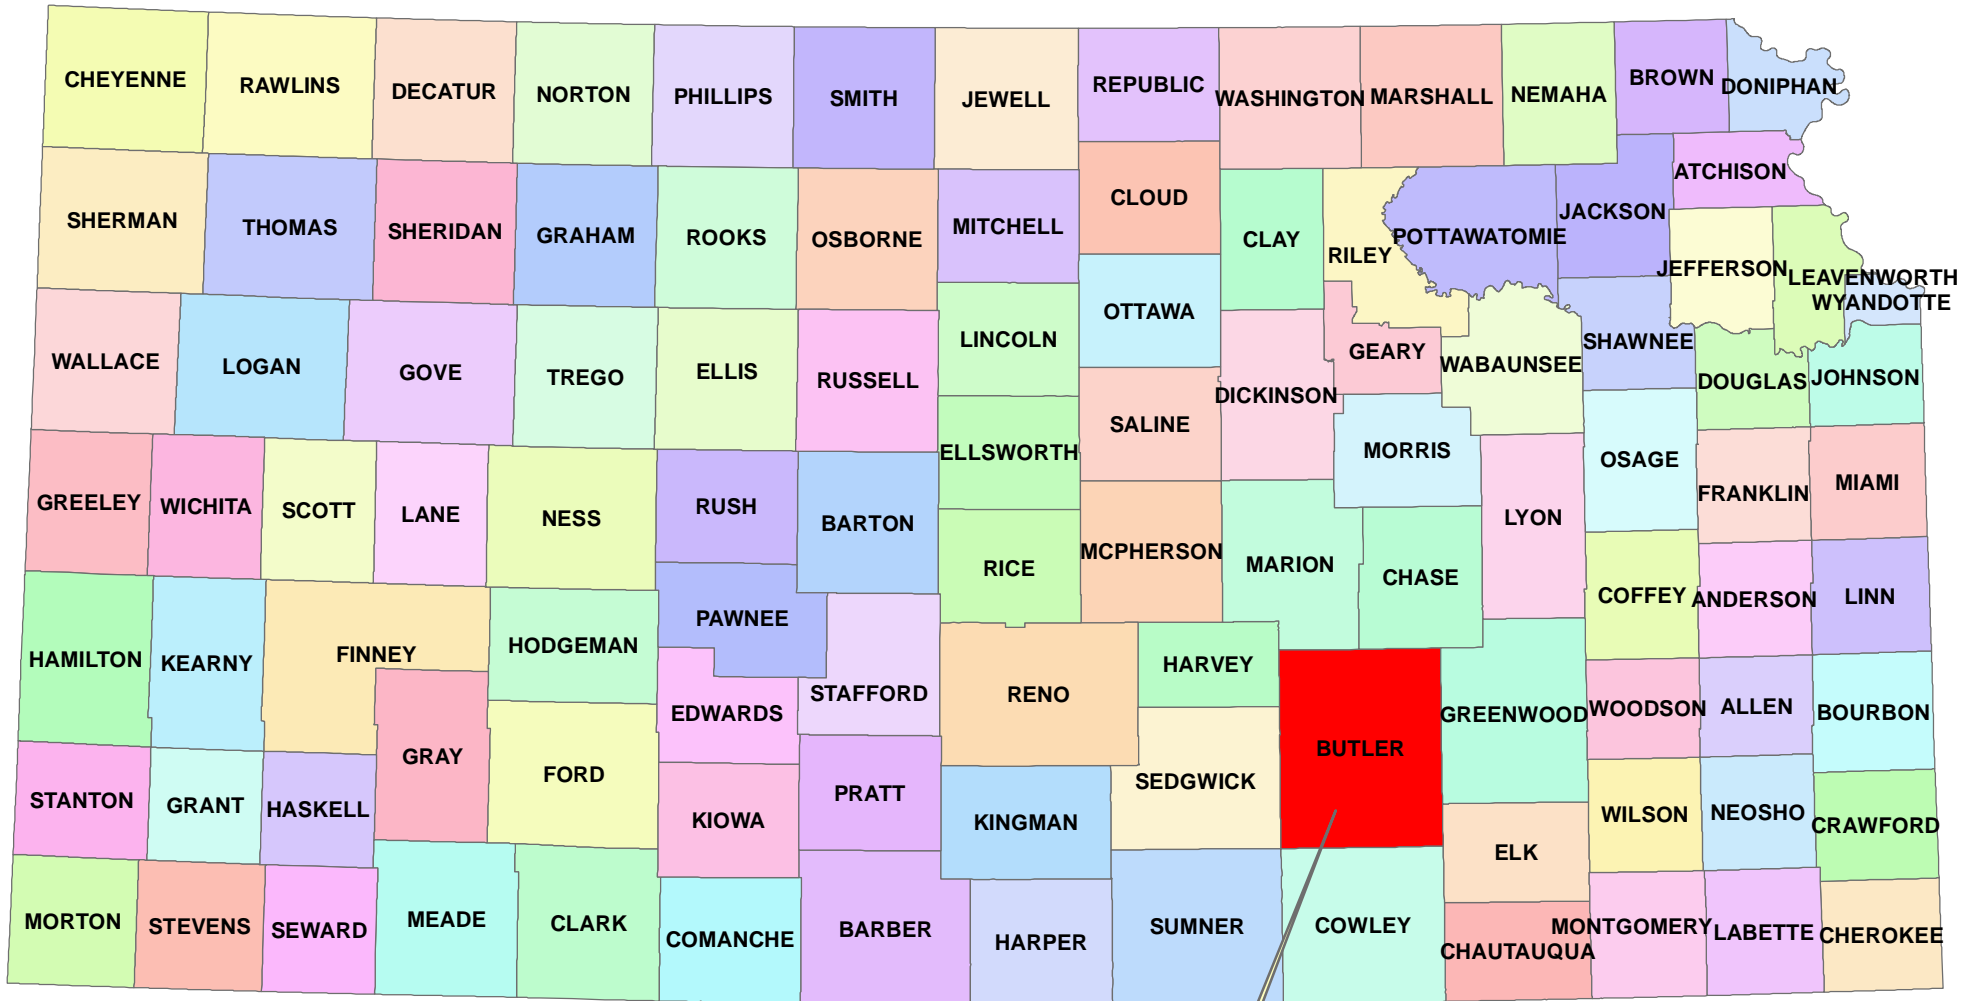 CHEYENNE
RAWLINS
DECATUR
NORTON
PHILLIPS
SMITH
JEWELL
REPUBLIC
WASHINGTON
MARSHALL
NEMAHA
BROWN
DONIPHAN
SHERMAN
THOMAS
SHERIDAN
GRAHAM
ROOKS
OSBORNE
MITCHELL
CLOUD
CLAY
RILEY
POTTAWATOMIE
JACKSON
ATCHISON
JEFFERSON
LEAVENWORTH
WYANDOTTE
WALLACE
LOGAN
GOVE
TREGO
ELLIS
RUSSELL
LINCOLN
OTTAWA
DICKINSON
GEARY
WABAUNSEE
SHAWNEE
DOUGLAS
JOHNSON
ELLSWORTH
SALINE
MORRIS
OSAGE
FRANKLIN
MIAMI
GREELEY
WICHITA
SCOTT
LANE
NESS
RUSH
BARTON
RICE
MCPHERSON
MARION
CHASE
LYON
COFFEY
ANDERSON
LINN
HAMILTON
KEARNY
FINNEY
HODGEMAN
PAWNEE
STAFFORD
EDWARDS
RENO
HARVEY
BUTLER
GREENWOOD
WOODSON
ALLEN
BOURBON
GRAY
FORD
STANTON
GRANT
HASKELL
KIOWA
PRATT
KINGMAN
SEDGWICK
ELK
WILSON
NEOSHO
CRAWFORD
MORTON
STEVENS
SEWARD
MEADE
CLARK
COMANCHE
BARBER
HARPER
SUMNER
COWLEY
CHAUTAUQUA
MONTGOMERY
LABETTE
CHEROKEE